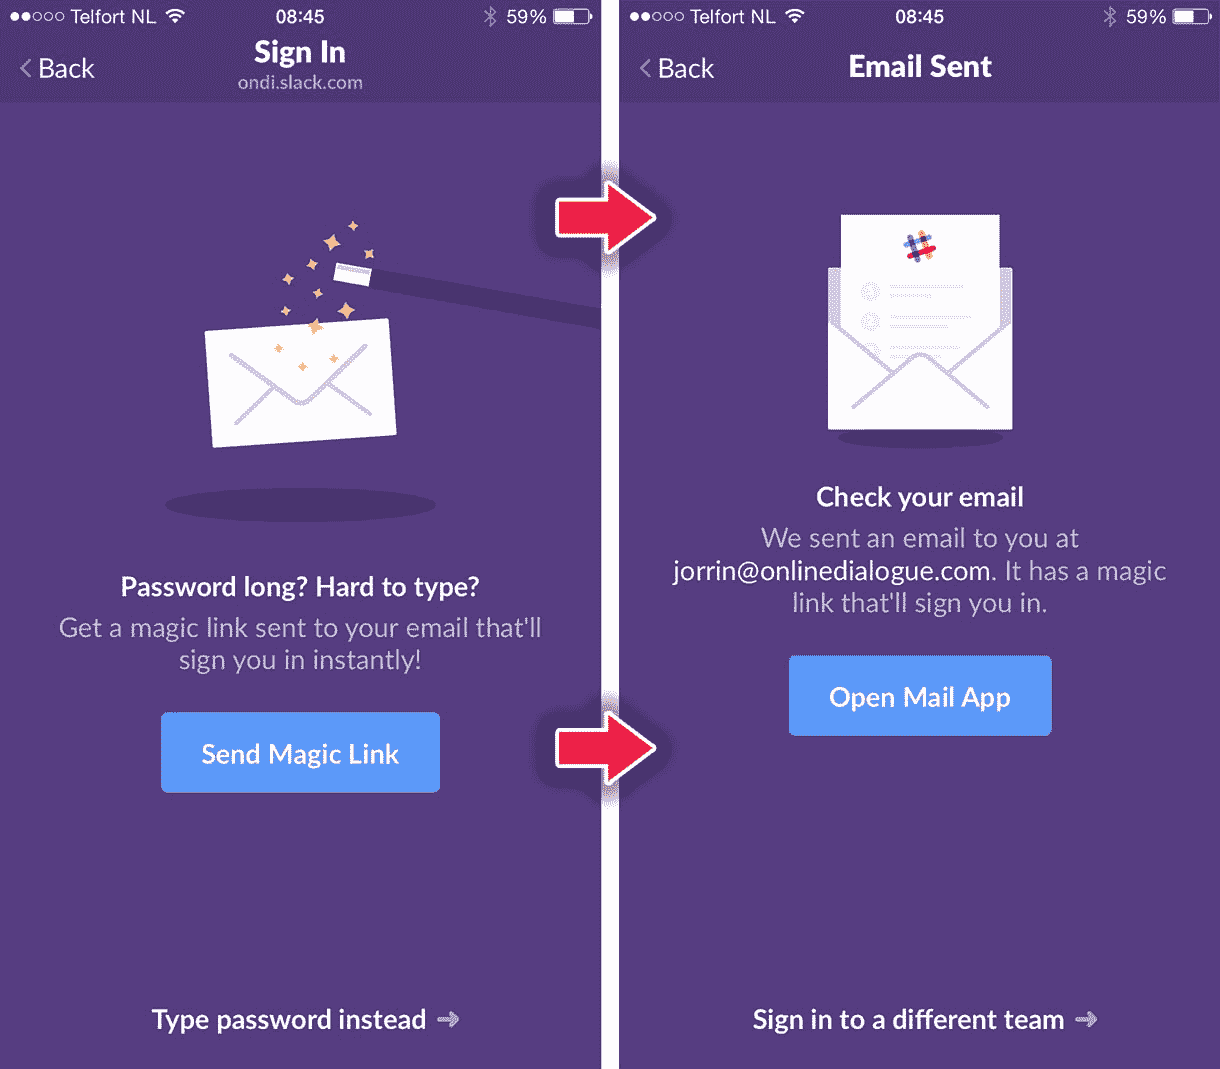 Telfort NL 08:45 59%
Back
Sign In
ondi.slack.com
Password long? Hard to type?
Get a magic link sent to your email that'll
sign you in instantly!
Send Magic Link
Type password instead
Telfort NL 08:45 59%
Back
Email Sent
Check your email
We sent an email to you at
jorrin@onlinedialogue.com. It has a magic
link that'll sign you in.
Open Mail App
Sign in to a different team